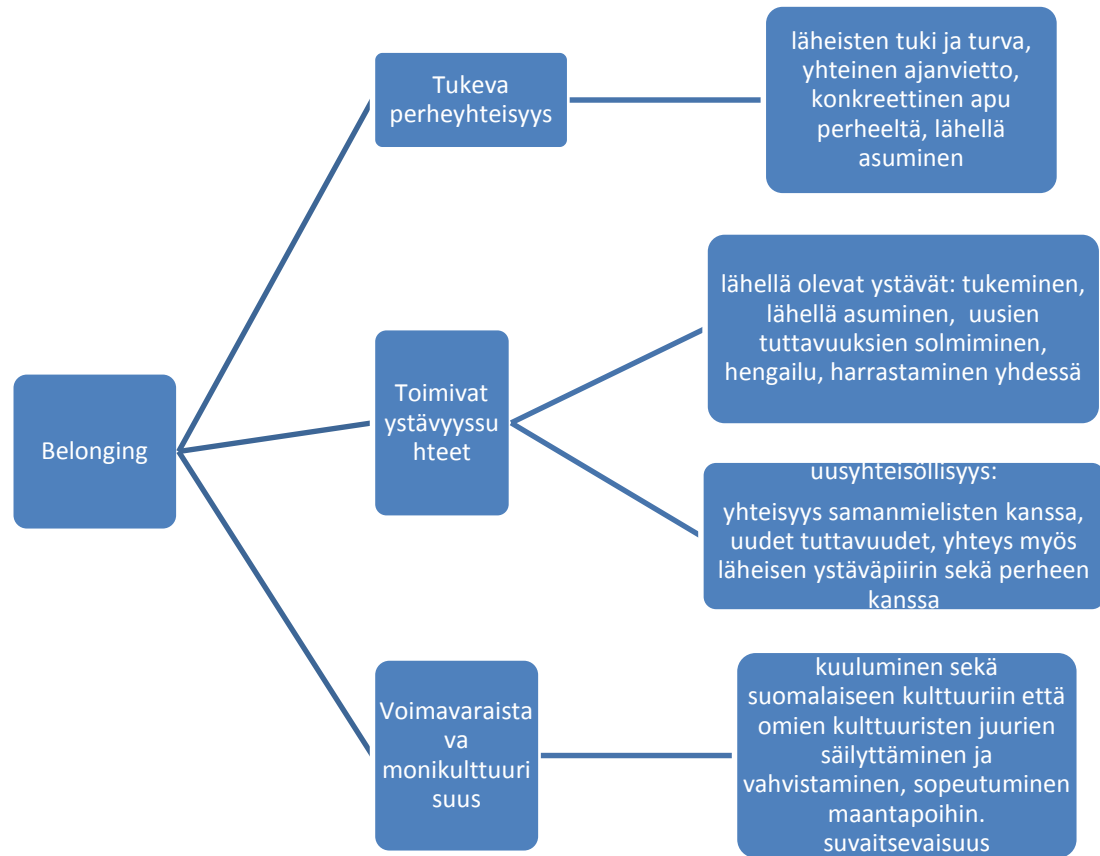 Belonging
Tukeva
perheyhteisyys
läheisten tuki ja turva,
yhteinen ajanvietto,
konkreettinen apu
perheeltä, lähellä
asuminen
Toimivat
ystävyyssu
hteet
lähellä olevat ystävät: tukeminen,
lähellä asuminen, uusien
tuttavuuksien solmiminen,
hengailu, harrastaminen yhdessä
uusyhteisöllisyys:
yhteisyys samanmielisten kanssa,
uudet tuttavuudet, yhteys myös
läheisen ystäväpiirin sekä perheen
kanssa
Voimavaraista
va
monikulttuuri
suus
kuuluminen sekä
suomalaiseen kulttuuriin että
omien kulttuuristen juurien
säilyttäminen ja
vahvistaminen, sopeutuminen
maantapoihin.
suvaitsevaisuus